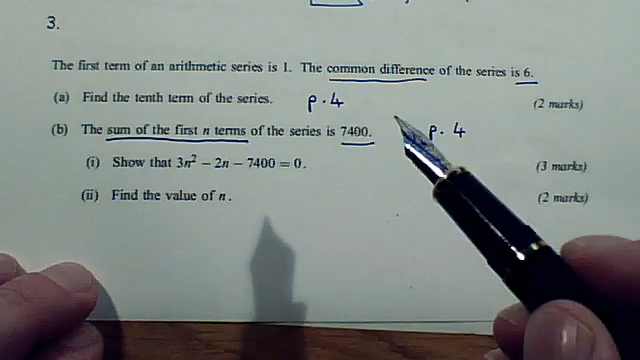 3.
The first term of an arithmetic series is 1. The common difference of the series is 6.
(a) Find the tenth term of the series. p. 4 (2 marks)
(b) The sum of the first n terms of the series is 7400. p. 4
(i) Show that 3n² − 2n − 7400 = 0. (3 marks)
(ii) Find the value of n. (2 marks)